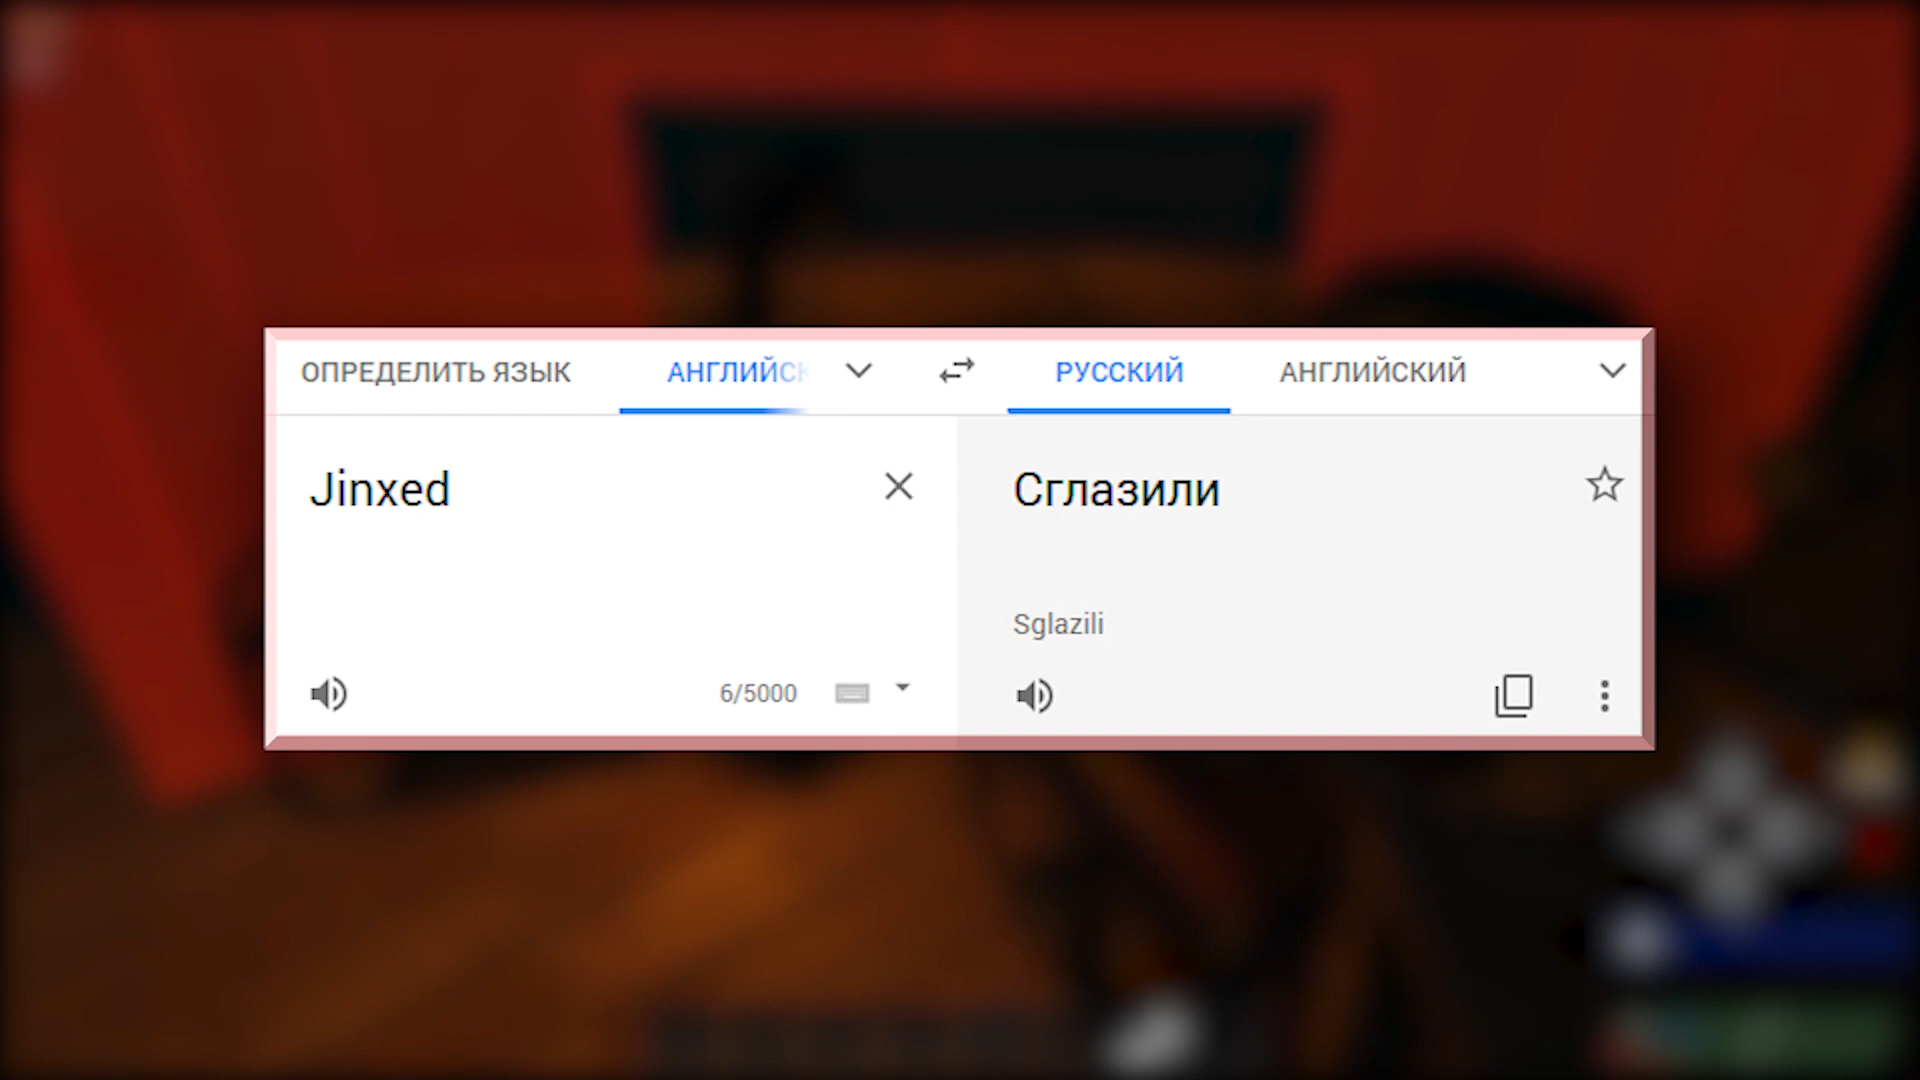 ОПРЕДЕЛИТЬ ЯЗЫК АНГЛИЙСК РУССКИЙ АНГЛИЙСКИЙ
Jinxed Сглазили
Sglazili
6/5000